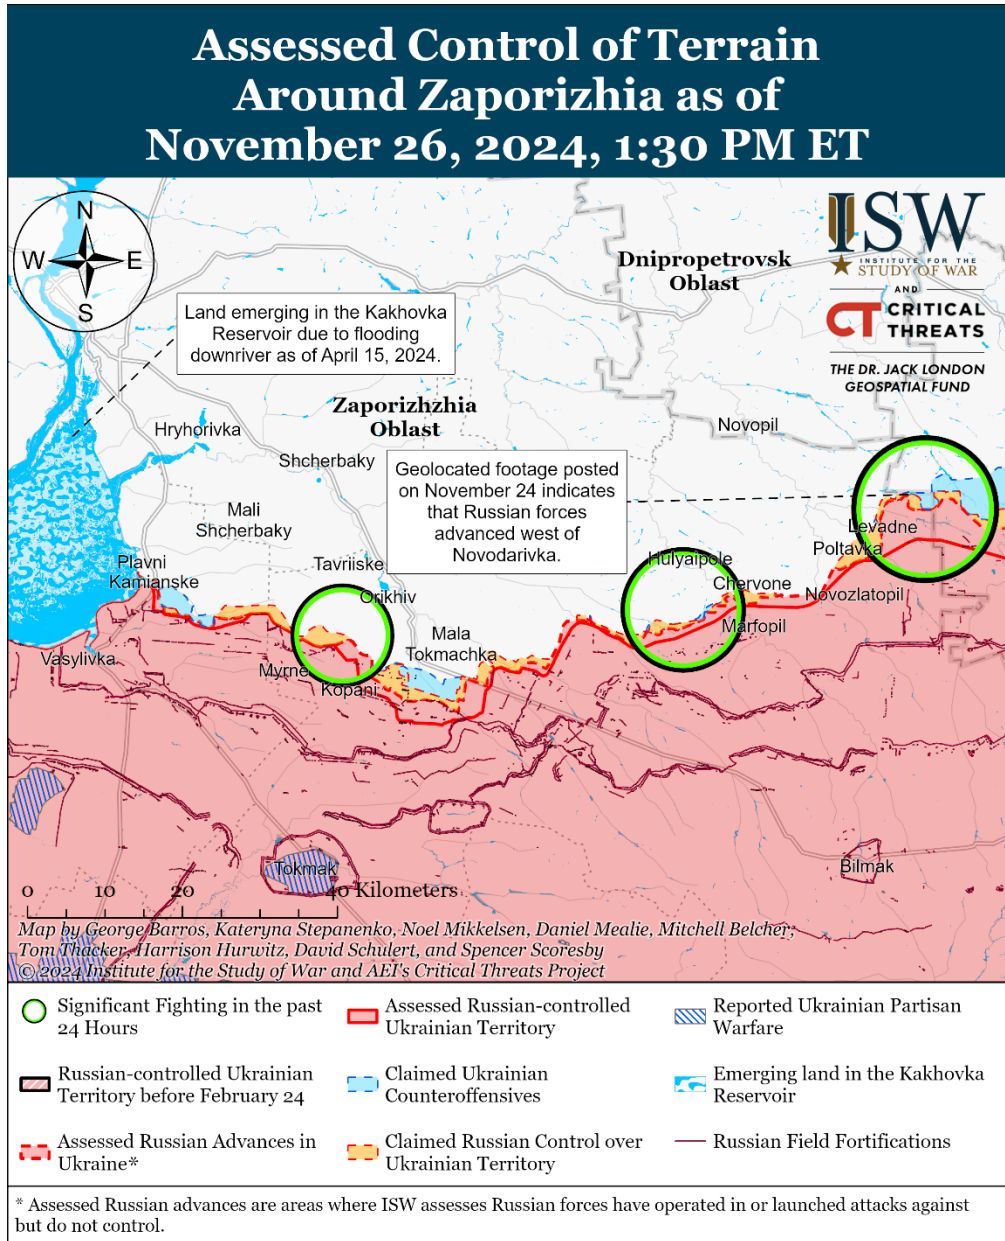 Assessed Control of Terrain
Around Zaporizhia as of
November 26, 2024, 1:30 PM ET
N
W E
S
ISW
INSTITUTE FOR THE
STUDY OF WAR
AND
CT CRITICAL
THREATS
THE DR. JACK LONDON
GEOSPATIAL FUND
Dnipropetrovsk
Oblast
Land emerging in the Kakhovka
Reservoir due to flooding
downriver as of April 15, 2024.
Zaporizhzhia
Oblast
Hryhorivka
Novopil
Shcherbaky
Geolocated footage posted
on November 24 indicates
that Russian forces
advanced west of
Novodarivka.
Mali
Shcherbaky
Levadne
Poltavka
Plavni
Kamianske
Tavriiske
Hulyaipole
Chervone
Orikhiv
Novozlatopil
Marfopil
Mala
Tokmachka
Vasylivka
Myrne
Kopani
Tokmak
Bilmak
0 10 20 40 Kilometers
Map by George Barros, Kateryna Stepanenko, Noel Mikkelsen, Daniel Mealie, Mitchell Belcher,
Tom Thacker, Harrison Hurwitz, David Schulert, and Spencer Scoresby
© 2024 Institute for the Study of War and AEI's Critical Threats Project
Significant Fighting in the past
24 Hours
Assessed Russian-controlled
Ukrainian Territory
Reported Ukrainian Partisan
Warfare
Russian-controlled Ukrainian
Territory before February 24
Claimed Ukrainian
Counteroffensives
Emerging land in the Kakhovka
Reservoir
Assessed Russian Advances in
Ukraine*
Claimed Russian Control over
Ukrainian Territory
Russian Field Fortifications
* Assessed Russian advances are areas where ISW assesses Russian forces have operated in or launched attacks against
but do not control.